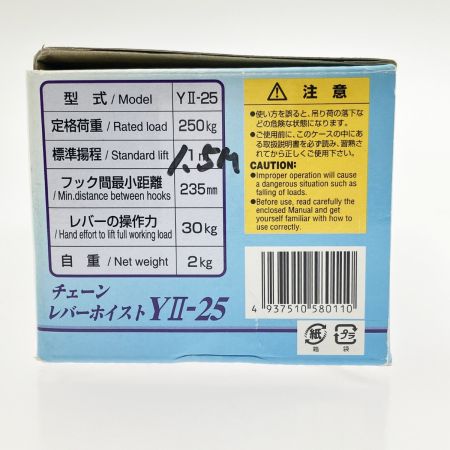 型 式 / Model YⅡ-25
定格荷重 / Rated load 250kg
標準揚程 / Standard lift 1 m
1.5m
フック間最小距離
/ Min.distance between hooks 235mm
レバーの操作力
/ Hand effort to lift full working load 30kg
自 重 / Net weight 2kg
チェーン
レバーホイスト YⅡ-25
注 意
●使い方を誤ると、吊り荷の落下な
どの危険な状態になります。
●ご使用前に、このケースの中にあ
る取扱説明書を必ず読み、習熟さ
れてから正しくご使用下さい。
CAUTION:
●Improper operation will cause
a dangerous situation such as
falling of loads.
●Before use, read carefully the
enclosed Manual and get
yourself familiar with how to
use correctly.
4 937510 580110
紙 プラ
箱 袋